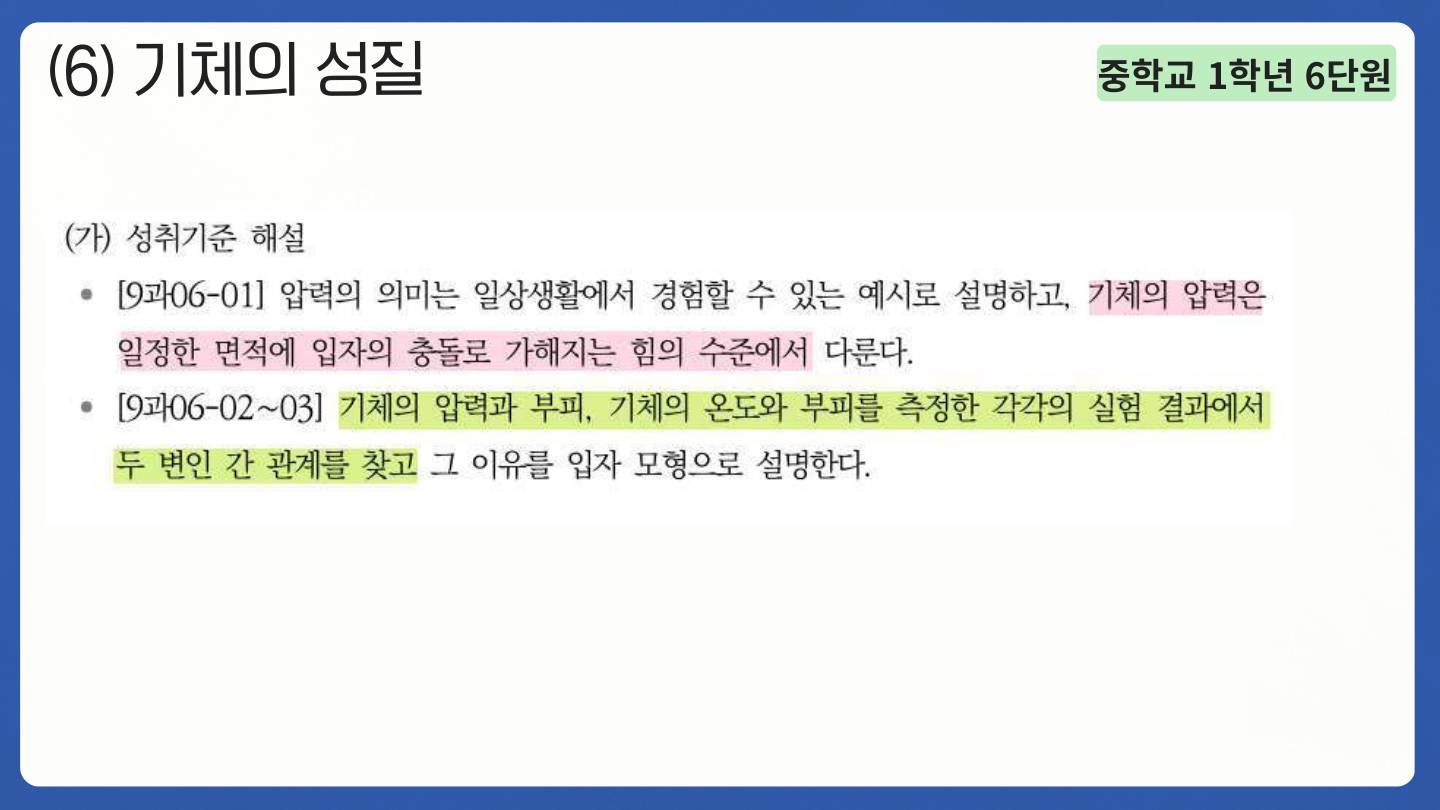 (6) 기체의 성질
중학교 1학년 6단원
(가) 성취기준 해설
• [9과06-01] 압력의 의미는 일상생활에서 경험할 수 있는 예시로 설명하고, 기체의 압력은
일정한 면적에 입자의 충돌로 가해지는 힘의 수준에서 다룬다.
• [9과06-02~03] 기체의 압력과 부피, 기체의 온도와 부피를 측정한 각각의 실험 결과에서
두 변인 간 관계를 찾고 그 이유를 입자 모형으로 설명한다.